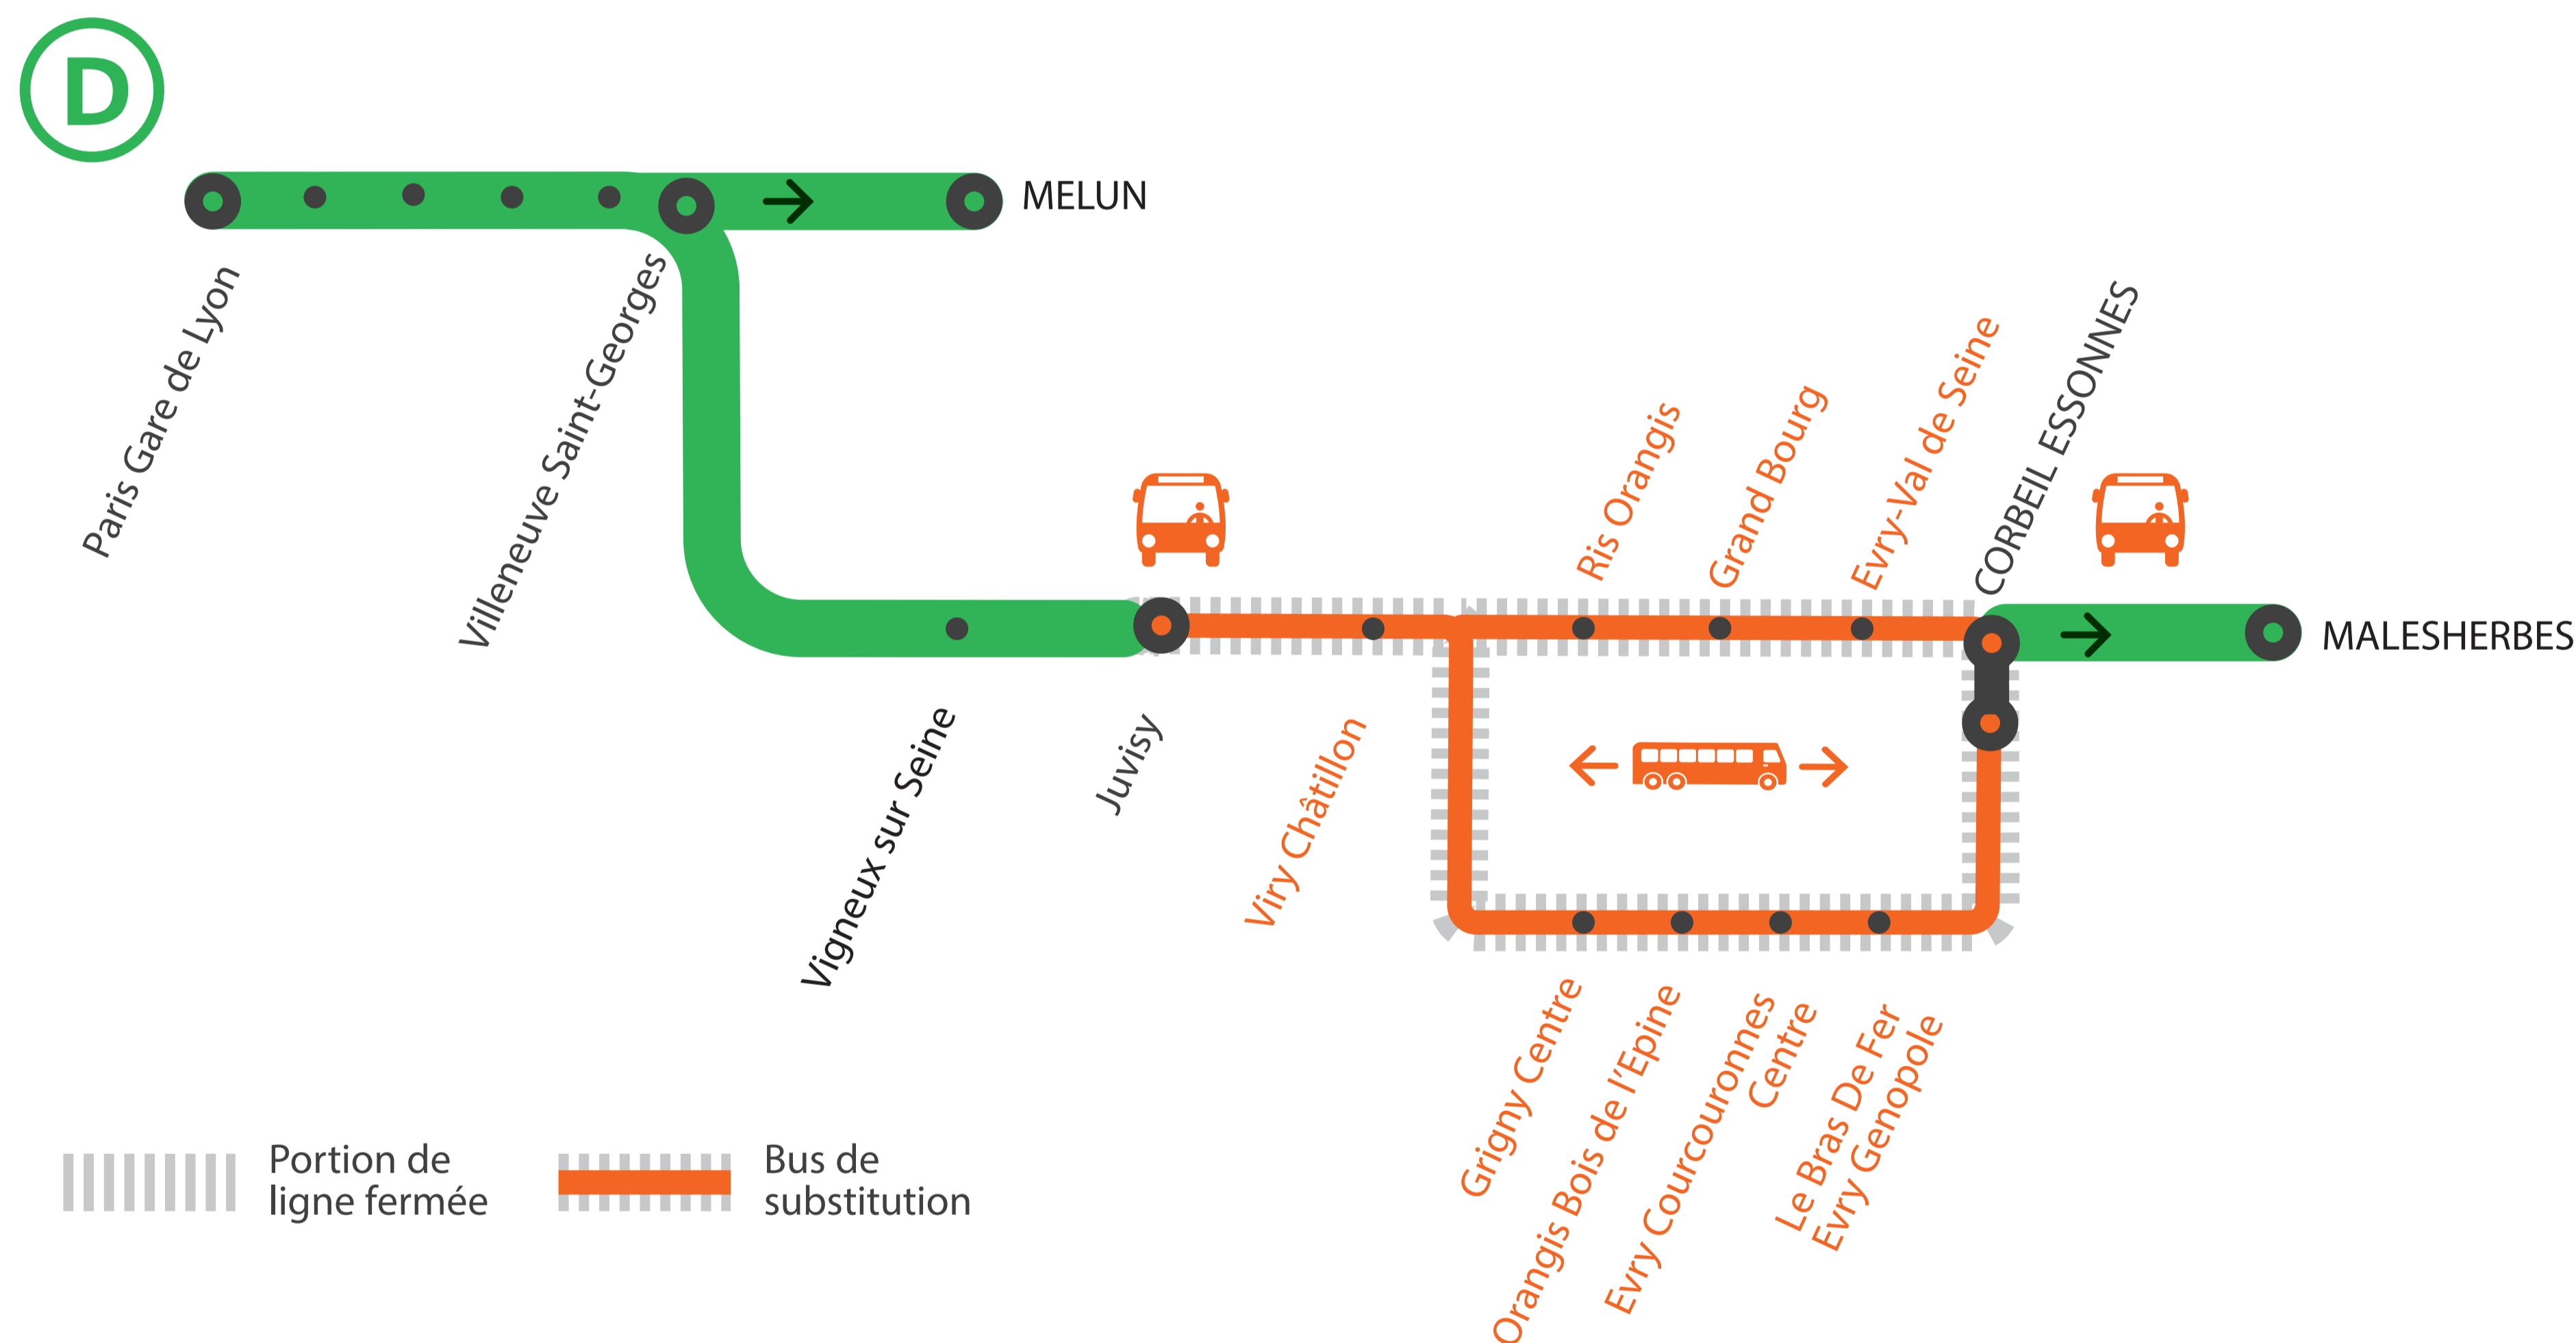 D
MELUN
Paris Gare de Lyon
Villeneuve Saint-Georges
Vigneux sur Seine
Juvisy
Viry Châtillon
Ris Orangis
Grand Bourg
Evry-Val de Seine
CORBEIL ESSONNES
MALESHERBES
Grigny Centre
Orangis Bois de l'Epine
Evry Courcouronnes
Centre
Le Bras De Fer
Evry Genopole
Portion de
ligne fermée
Bus de
substitution